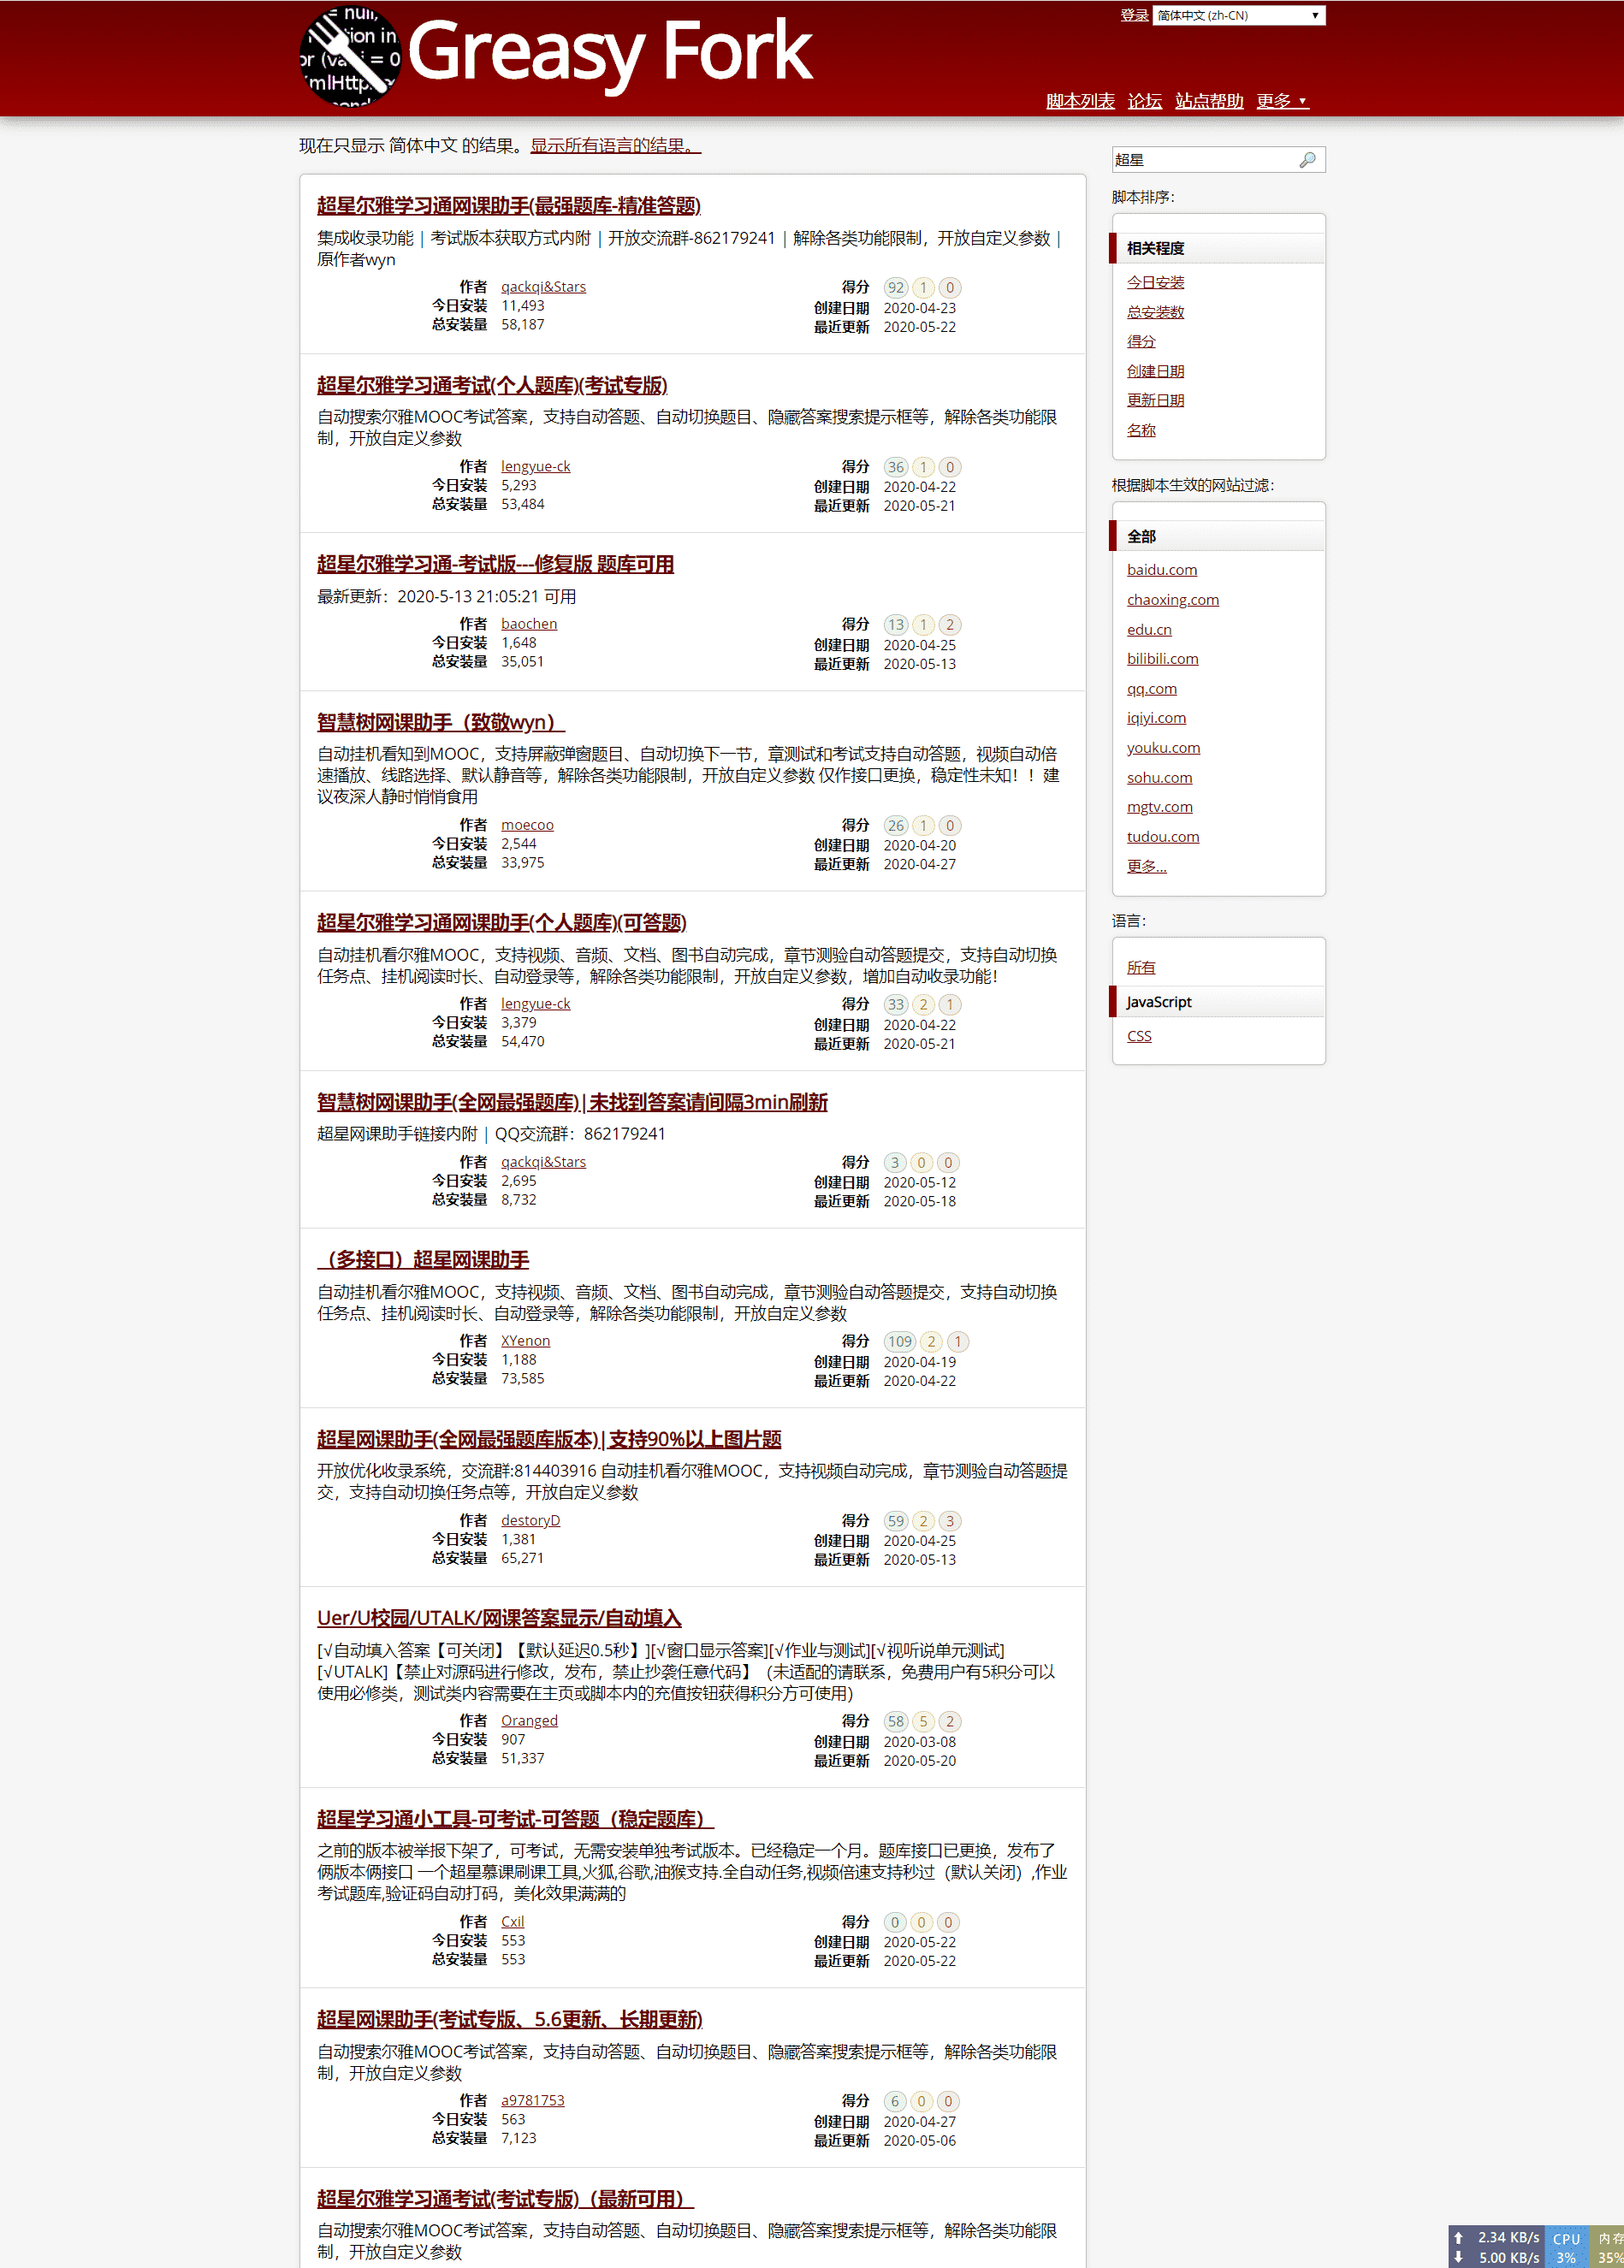 null,
tion in
or (va i = 0
mlHttp
Greasy Fork
登录 简体中文 (zh-CN)
脚本列表 论坛 站点帮助 更多
现在只显示 简体中文 的结果。显示所有语言的结果。
超星尔雅学习通网课助手(最强题库-精准答题)
集成收录功能 | 考试版本获取方式内附 | 开放交流群-862179241 | 解除各类功能限制，开放自定义参数 |
原作者wyn
作者 qackqi&Stars 得分 92 1 0
今日安装 11,493 创建日期 2020-04-23
总安装量 58,187 最近更新 2020-05-22
超星尔雅学习通考试(个人题库)(考试专版)
自动搜索尔雅MOOC考试答案，支持自动答题、自动切换题目、隐藏答案搜索提示框等，解除各类功能限
制，开放自定义参数
作者 lengyue-ck 得分 36 1 0
今日安装 5,293 创建日期 2020-04-22
总安装量 53,484 最近更新 2020-05-21
超星尔雅学习通-考试版---修复版 题库可用
最新更新：2020-5-13 21:05:21 可用
作者 baochen 得分 13 1 2
今日安装 1,648 创建日期 2020-04-25
总安装量 35,051 最近更新 2020-05-13
智慧树网课助手（致敬wyn）
自动挂机看知到MOOC，支持屏蔽弹窗题目、自动切换下一节，章测试和考试支持自动答题，视频自动倍
速播放、线路选择、默认静音等，解除各类功能限制，开放自定义参数 仅作接口更换，稳定性未知！！建
议夜深人静时悄悄食用
作者 moecoo 得分 26 1 0
今日安装 2,544 创建日期 2020-04-20
总安装量 33,975 最近更新 2020-04-27
超星尔雅学习通网课助手(个人题库)(可答题)
自动挂机看尔雅MOOC，支持视频、音频、文档、图书自动完成，章节测验自动答题提交，支持自动切换
任务点、挂机阅读时长、自动登录等，解除各类功能限制，开放自定义参数，增加自动收录功能！
作者 lengyue-ck 得分 33 2 1
今日安装 3,379 创建日期 2020-04-22
总安装量 54,470 最近更新 2020-05-21
智慧树网课助手(全网最强题库)|未找到答案请间隔3min刷新
超星网课助手链接内附 | QQ交流群：862179241
作者 qackqi&Stars 得分 3 0 0
今日安装 2,695 创建日期 2020-05-12
总安装量 8,732 最近更新 2020-05-18
（多接口）超星网课助手
自动挂机看尔雅MOOC，支持视频、音频、文档、图书自动完成，章节测验自动答题提交，支持自动切换
任务点、挂机阅读时长、自动登录等，解除各类功能限制，开放自定义参数
作者 XYenon 得分 109 2 1
今日安装 1,188 创建日期 2020-04-19
总安装量 73,585 最近更新 2020-04-22
超星网课助手(全网最强题库版本)|支持90%以上图片题
开放优化收录系统，交流群:814403916 自动挂机看尔雅MOOC，支持视频自动完成，章节测验自动答题提
交，支持自动切换任务点等，开放自定义参数
作者 destoryD 得分 59 2 3
今日安装 1,381 创建日期 2020-04-25
总安装量 65,271 最近更新 2020-05-13
Uer/U校园/UTALK/网课答案显示/自动填入
[√自动填入答案【可关闭】【默认延迟0.5秒】][√窗口显示答案][√作业与测试][√视听说单元测试]
[√UTALK]【禁止对源码进行修改，发布，禁止抄袭任意代码】（未适配的请联系，免费用户有5积分可以
使用必修类，测试类内容需要在主页或脚本内的充值按钮获得积分方可使用）
作者 Oranged 得分 58 5 2
今日安装 907 创建日期 2020-03-08
总安装量 51,337 最近更新 2020-05-20
超星学习通小工具-可考试-可答题（稳定题库）
之前的版本被举报下架了，可考试，无需安装单独考试版本。已经稳定一个月。题库接口已更换，发布了
俩版本俩接口 一个超星慕课刷课工具,火狐,谷歌,油猴支持.全自动任务,视频倍速支持秒过（默认关闭）,作业
考试题库,验证码自动打码，美化效果满满的
作者 Cxil 得分 0 0 0
今日安装 553 创建日期 2020-05-22
总安装量 553 最近更新 2020-05-22
超星网课助手(考试专版、5.6更新、长期更新)
自动搜索尔雅MOOC考试答案，支持自动答题、自动切换题目、隐藏答案搜索提示框等，解除各类功能限
制，开放自定义参数
作者 a9781753 得分 6 0 0
今日安装 563 创建日期 2020-04-27
总安装量 7,123 最近更新 2020-05-06
超星尔雅学习通考试(考试专版)（最新可用）
自动搜索尔雅MOOC考试答案，支持自动答题、自动切换题目、隐藏答案搜索提示框等，解除各类功能限
制，开放自定义参数
超星
脚本排序：
相关程度
今日安装
总安装数
得分
创建日期
更新日期
名称
根据脚本生效的网站过滤：
全部
baidu.com
chaoxing.com
edu.cn
bilibili.com
qq.com
iqiyi.com
youku.com
sohu.com
mgtv.com
tudou.com
更多...
语言：
所有
JavaScript
CSS
2.34 KB/s CPU 内存
5.00 KB/s 3% 35%